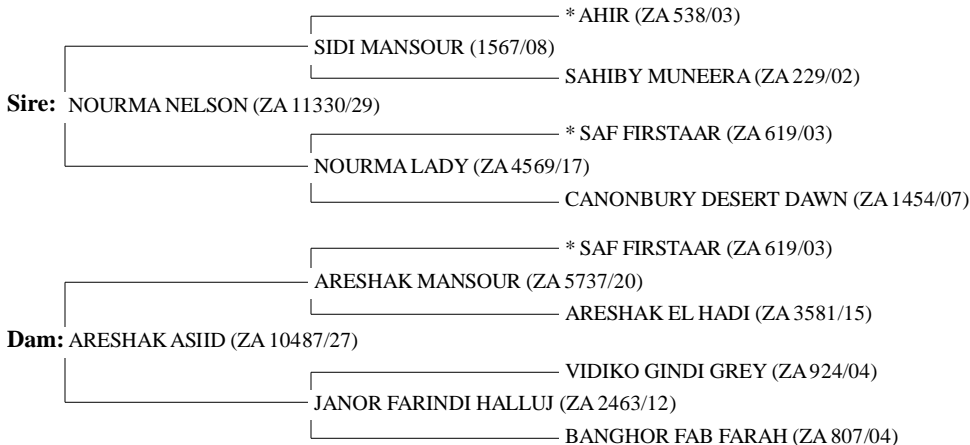 * AHIR (ZA 538/03)
SIDI MANSOUR (1567/08)
SAHIBY MUNEERA (ZA 229/02)
Sire: NOURMA NELSON (ZA 11330/29)
* SAF FIRSTAAR (ZA 619/03)
NOURMA LADY (ZA 4569/17)
CANONBURY DESERT DAWN (ZA 1454/07)
* SAF FIRSTAAR (ZA 619/03)
ARESHAK MANSOUR (ZA 5737/20)
ARESHAK EL HADI (ZA 3581/15)
Dam: ARESHAK ASIID (ZA 10487/27)
VIDIKO GINDI GREY (ZA 924/04)
JANOR FARINDI HALLUJ (ZA 2463/12)
BANGHOR FAB FARAH (ZA 807/04)